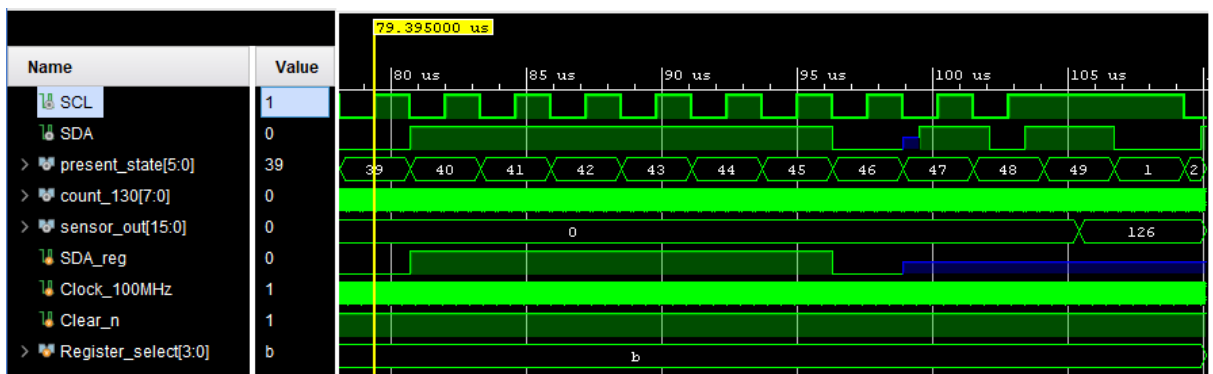 79.395000 us
Name Value
80 us 85 us 90 us 95 us 100 us 105 us
SCL 1
SDA 0
present_state[5:0] 39 39 40 41 42 43 44 45 46 47 48 49 1 2
count_130[7:0] 0
sensor_out[15:0] 0 0 126
SDA_reg 0
Clock_100MHz 1
Clear_n 1
Register_select[3:0] b b